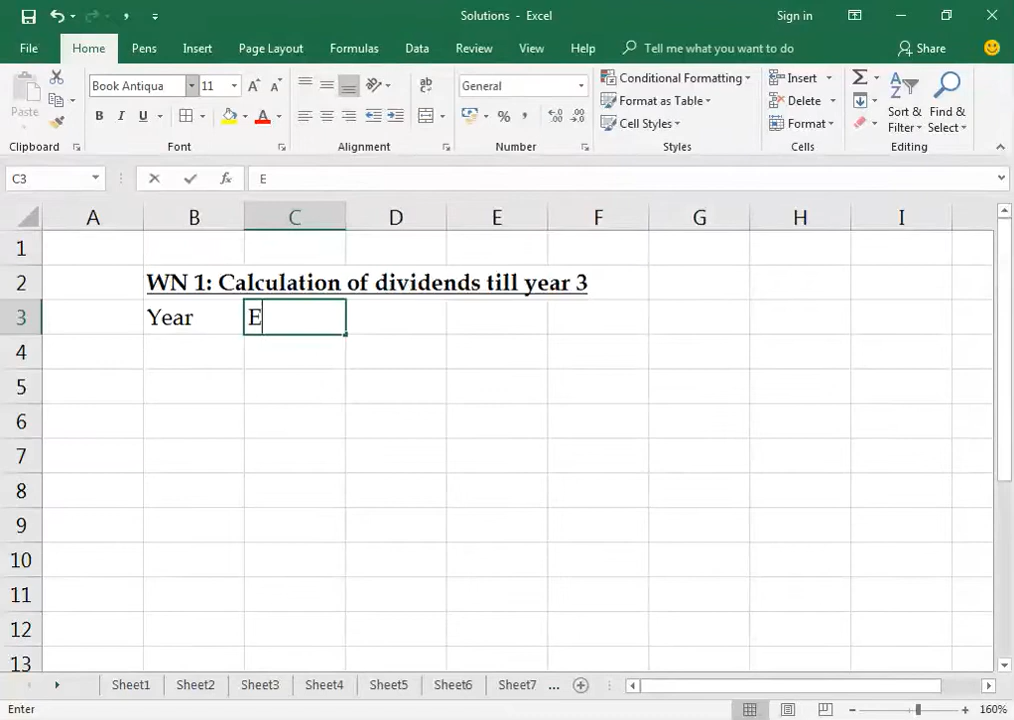 Solutions - Excel
Sign in
File Home Pens Insert Page Layout Formulas Data Review View Help Tell me what you want to do Share
Paste
Book Antiqua 11
B I U
General
% ,
Conditional Formatting
Format as Table
Cell Styles
Insert
Delete
Format
Sort & Filter
Find & Select
Clipboard Font Alignment Number Styles Cells Editing
C3 fx E
A B C D E F G H I
1
2 WN 1: Calculation of dividends till year 3
3 Year E
4
5
6
7
8
9
10
11
12
13
Sheet1 Sheet2 Sheet3 Sheet4 Sheet5 Sheet6 Sheet7 ...
Enter 160%